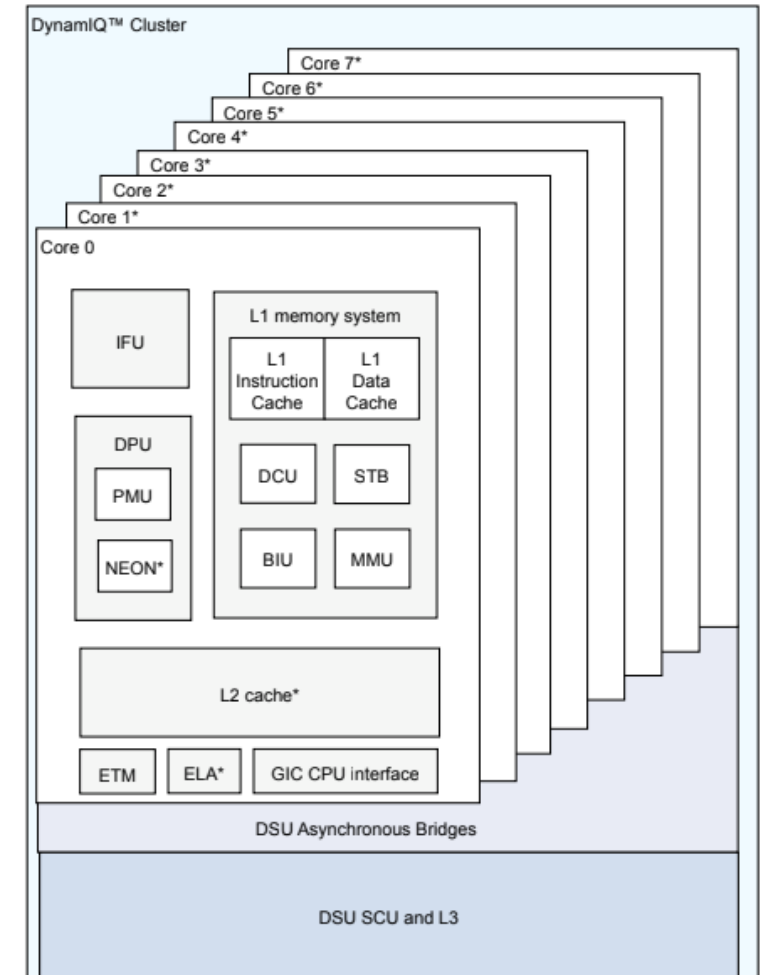 DynamIQ™ Cluster
Core 7*
Core 6*
Core 5*
Core 4*
Core 3*
Core 2*
Core 1*
Core 0
IFU
L1 memory system
L1
Instruction
Cache
L1
Data
Cache
DPU
PMU
NEON*
DCU
STB
BIU
MMU
L2 cache*
ETM
ELA*
GIC CPU interface
DSU Asynchronous Bridges
DSU SCU and L3